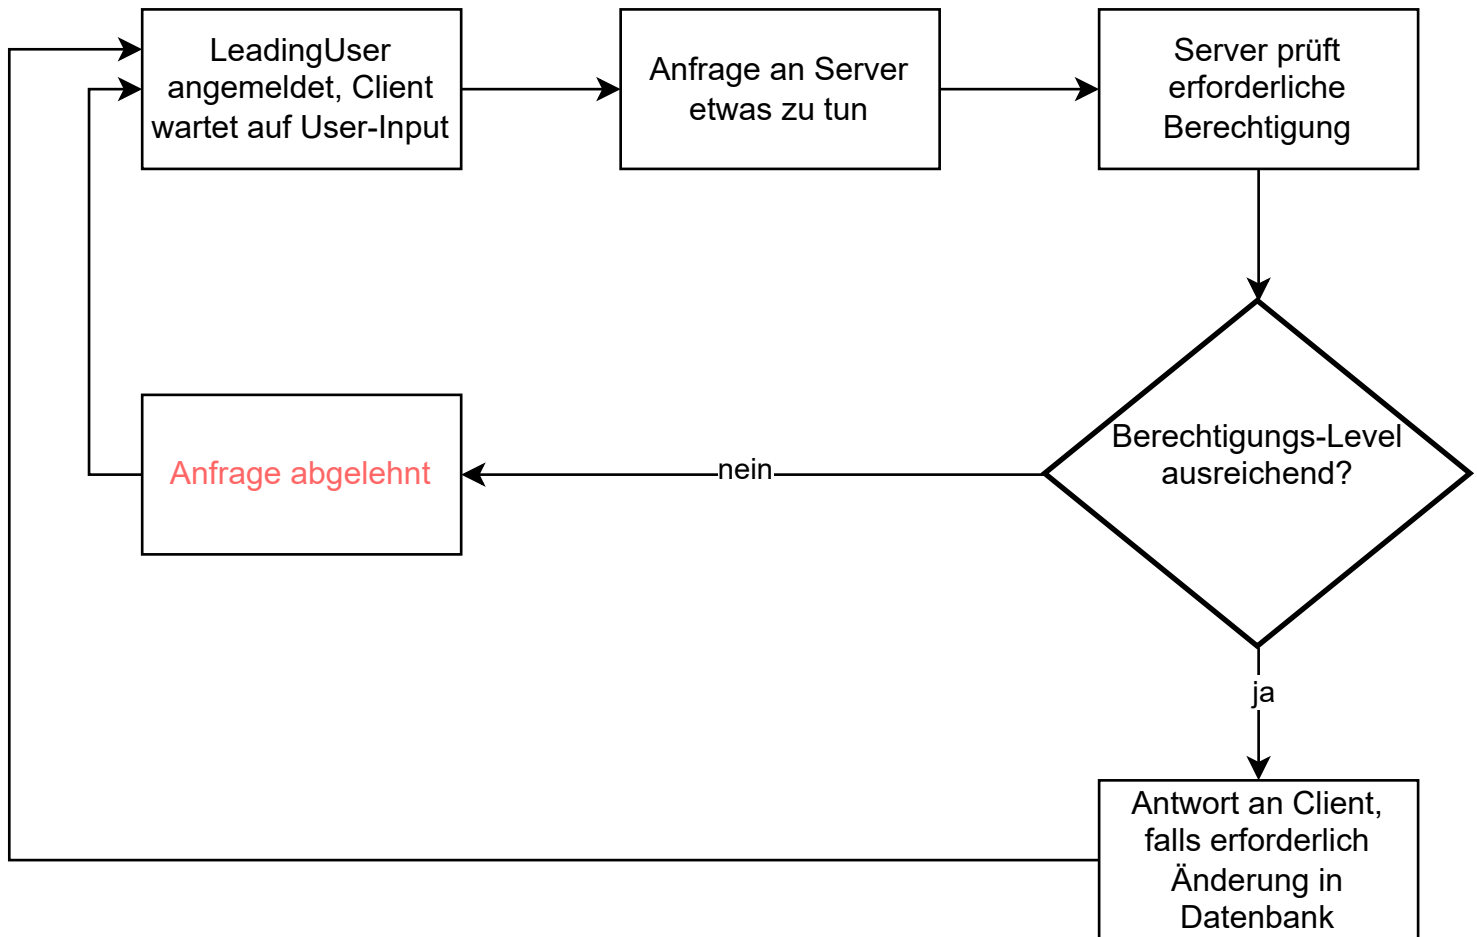 LeadingUser
angemeldet, Client
wartet auf User-Input
Anfrage an Server
etwas zu tun
Server prüft
erforderliche
Berechtigung
Berechtigungs-Level
ausreichend?
nein
Anfrage abgelehnt
ja
Antwort an Client,
falls erforderlich
Änderung in
Datenbank